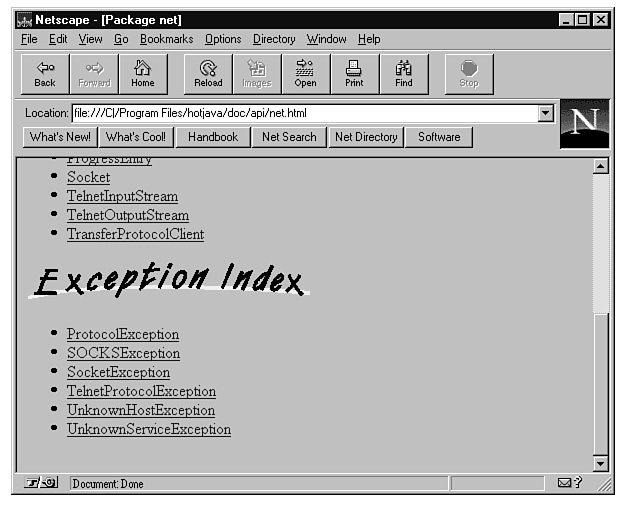 Netscape - [Package net]
File Edit View Go Bookmarks Options Directory Window Help
Back Forward Home Reload Images Open Print Find Stop
Location: file:///C|/Program Files/hotjava/doc/api/net.html
N
What's New! What's Cool! Handbook Net Search Net Directory Software
ProgressEntry
Socket
TelnetInputStream
TelnetOutputStream
TransferProtocolClient
Exception Index
ProtocolException
SOCKSException
SocketException
TelnetProtocolException
UnknownHostException
UnknownServiceException
Document: Done
?